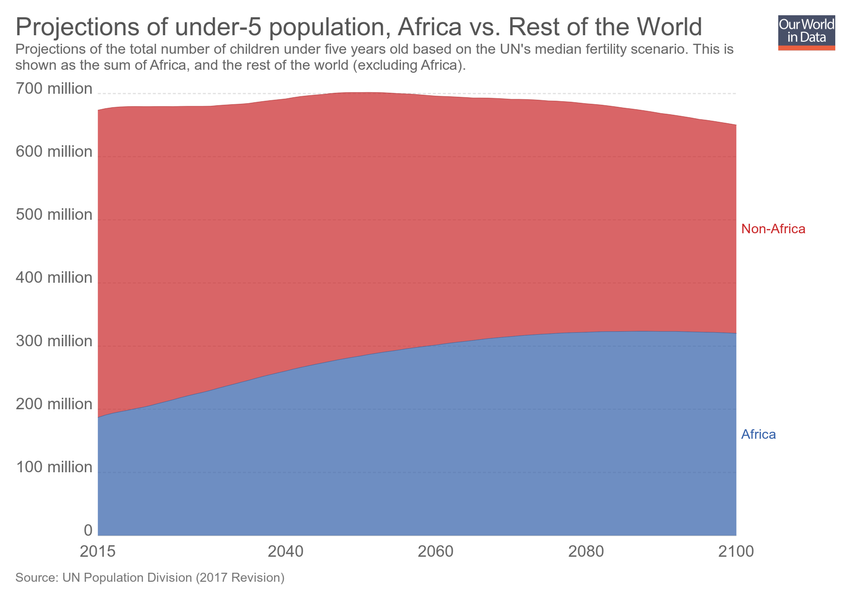 Projections of under-5 population, Africa vs. Rest of the World
Our World
in Data
Projections of the total number of children under five years old based on the UN's median fertility scenario. This is
shown as the sum of Africa, and the rest of the world (excluding Africa).
700 million
600 million
500 million
400 million
300 million
200 million
100 million
0
Non-Africa
Africa
2015
2040
2060
2080
2100
Source: UN Population Division (2017 Revision)